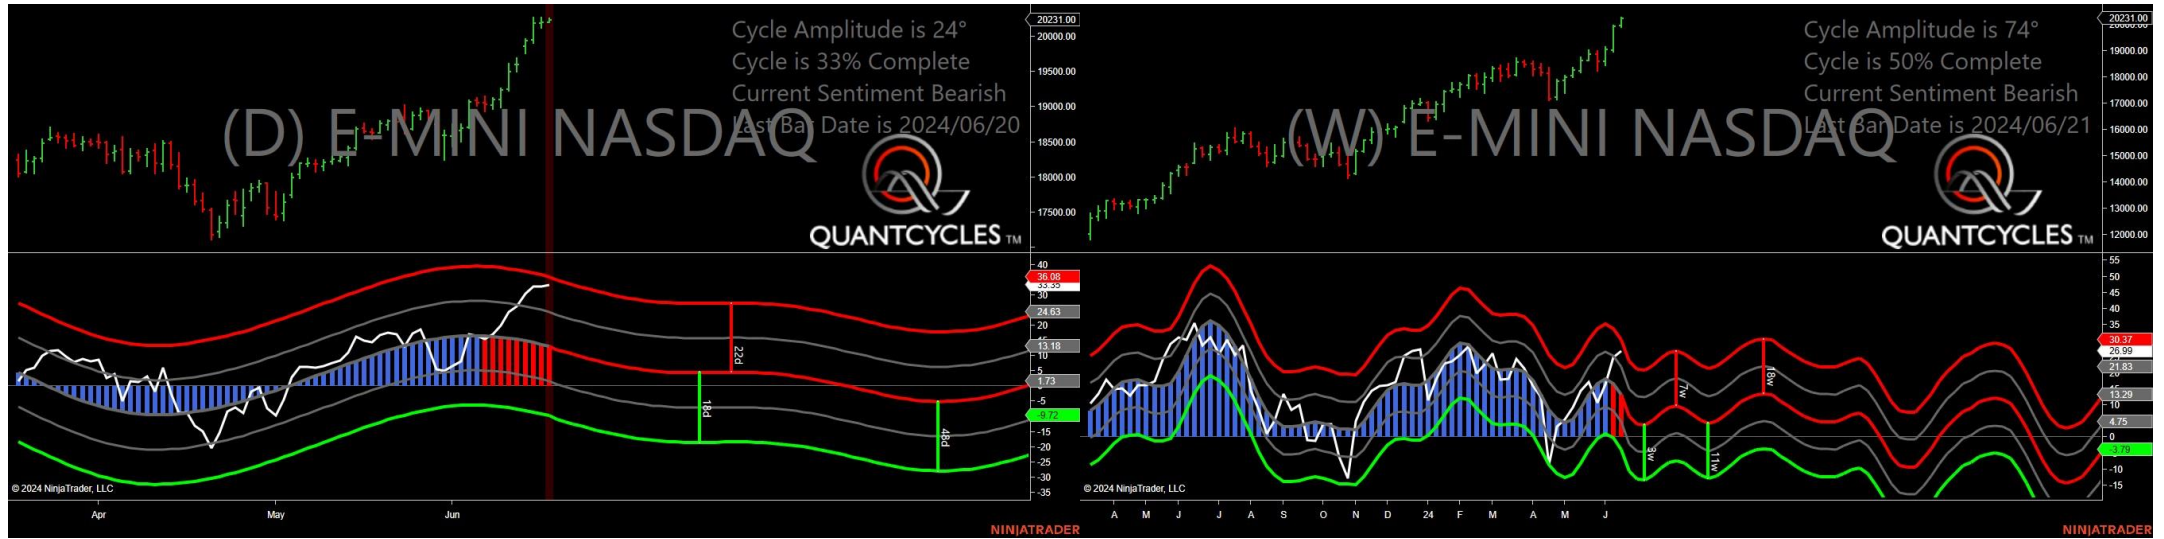 Cycle Amplitude is 24°
Cycle is 33% Complete
Current Sentiment Bearish
Last Bar Date is 2024/06/20
(D) E-MINI NASDAQ
QUANTCYCLES TM
20231.00
20000.00
19500.00
19000.00
18500.00
18000.00
17500.00
40
36.08
33.35
30
24.63
20
13.18
10
5
1.73
-5
-9.72
-15
-20
-25
-30
-35
22d
18d
48d
© 2024 NinjaTrader, LLC
Apr May Jun
NINJATRADER
Cycle Amplitude is 74°
Cycle is 50% Complete
Current Sentiment Bearish
Last Bar Date is 2024/06/21
(W) E-MINI NASDAQ
QUANTCYCLES TM
20231.00
19000.00
18000.00
17000.00
16000.00
15000.00
14000.00
13000.00
12000.00
55
50
45
40
35
30.37
26.99
21.83
15
13.29
10
4.75
0
-3.79
-10
-15
7w
18w
11w
© 2024 NinjaTrader, LLC
A M J J A S O N D 24 F M A M J
NINJATRADER